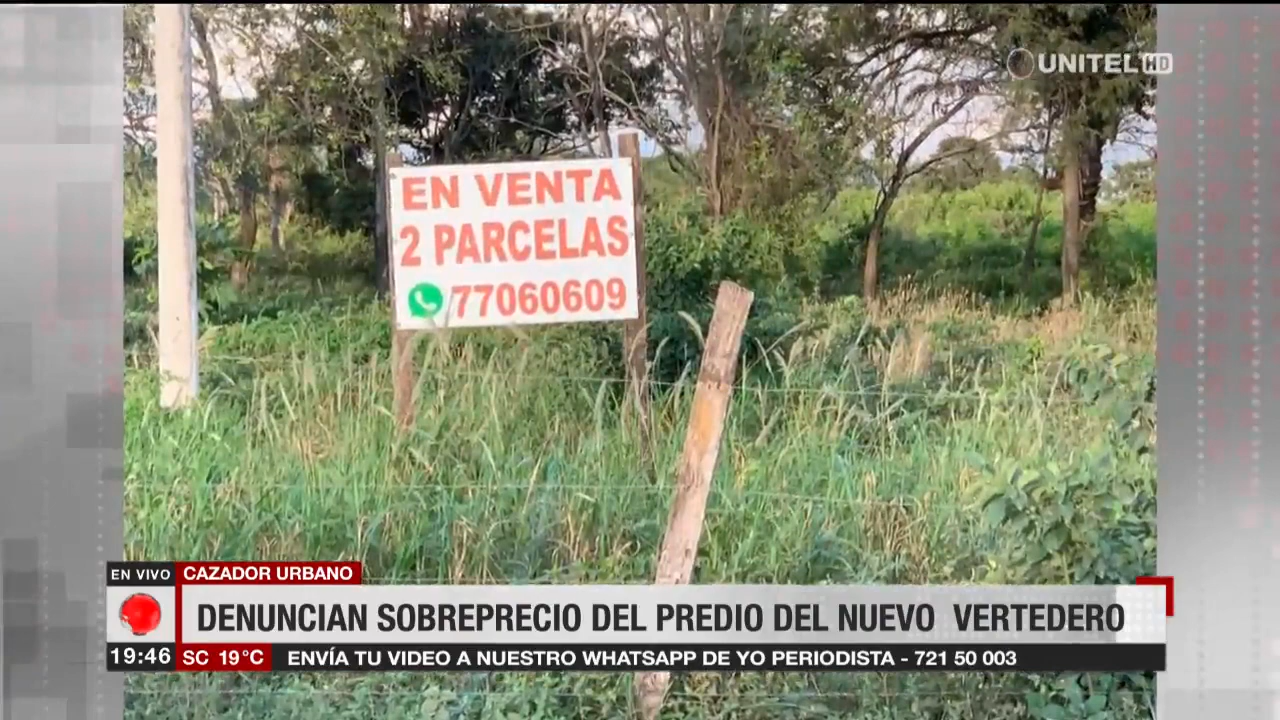 UNITEL HD
EN VENTA
2 PARCELAS
77060609
EN VIVO CAZADOR URBANO
DENUNCIAN SOBREPRECIO DEL PREDIO DEL NUEVO VERTEDERO
19:46 SC 19°C ENVÍA TU VIDEO A NUESTRO WHATSAPP DE YO PERIODISTA - 721 50 003